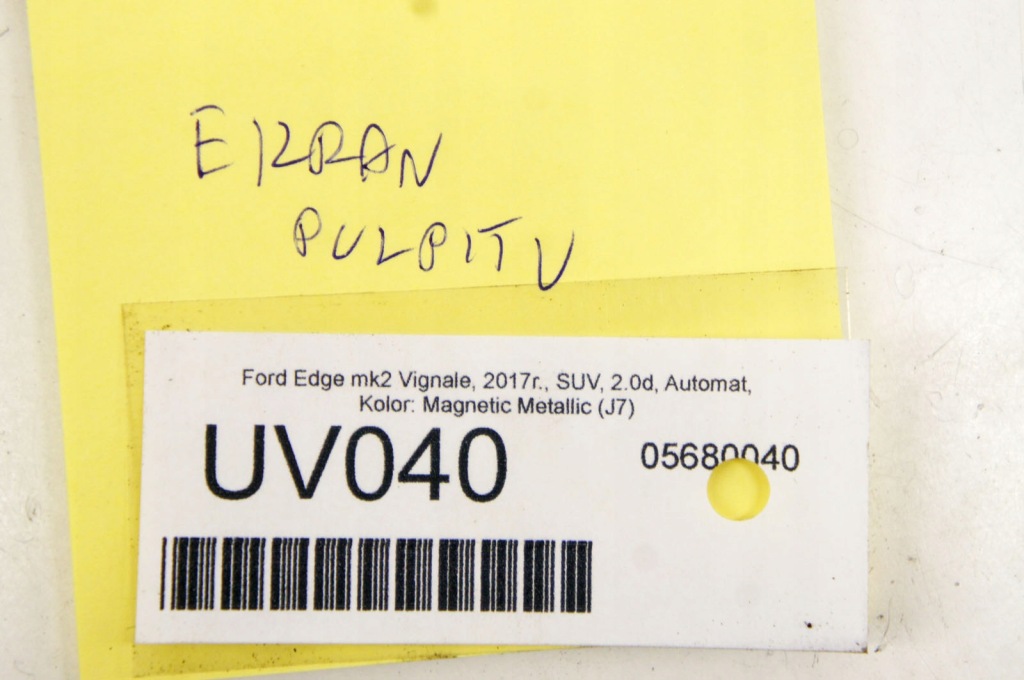 EKRAN
PULPITU
Ford Edge mk2 Vignale, 2017r., SUV, 2.0d, Automat,
Kolor: Magnetic Metallic (J7)
UV040
05680040